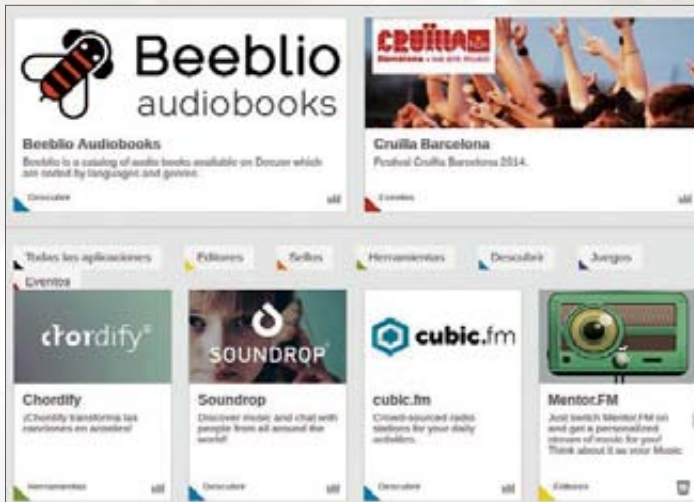 Beeblio
audiobooks
CRUÏLLA
Barcelona
Beeblio Audiobooks
Beeblio is a catalog of audio books available on Deezer which
are sorted by languages and genres.
Descubrir
Cruïlla Barcelona
Festival Cruïlla Barcelona 2014.
Eventos
Todas las aplicaciones
Editores
Sellos
Herramientas
Descubrir
Juegos
Eventos
chordify
SOUNDROP
cubic.fm
Chordify
¡Chordify transforma las
canciones en acordes!
Herramientas
Soundrop
Discover music and chat with
people from all around the
world!
Descubrir
cubic.fm
Crowd-sourced radio
stations for your daily
activities.
Descubrir
Mentor.FM
Just switch Mentor.FM on
and get a personalized
stream of music for you!
Think about it as your Music
Editores